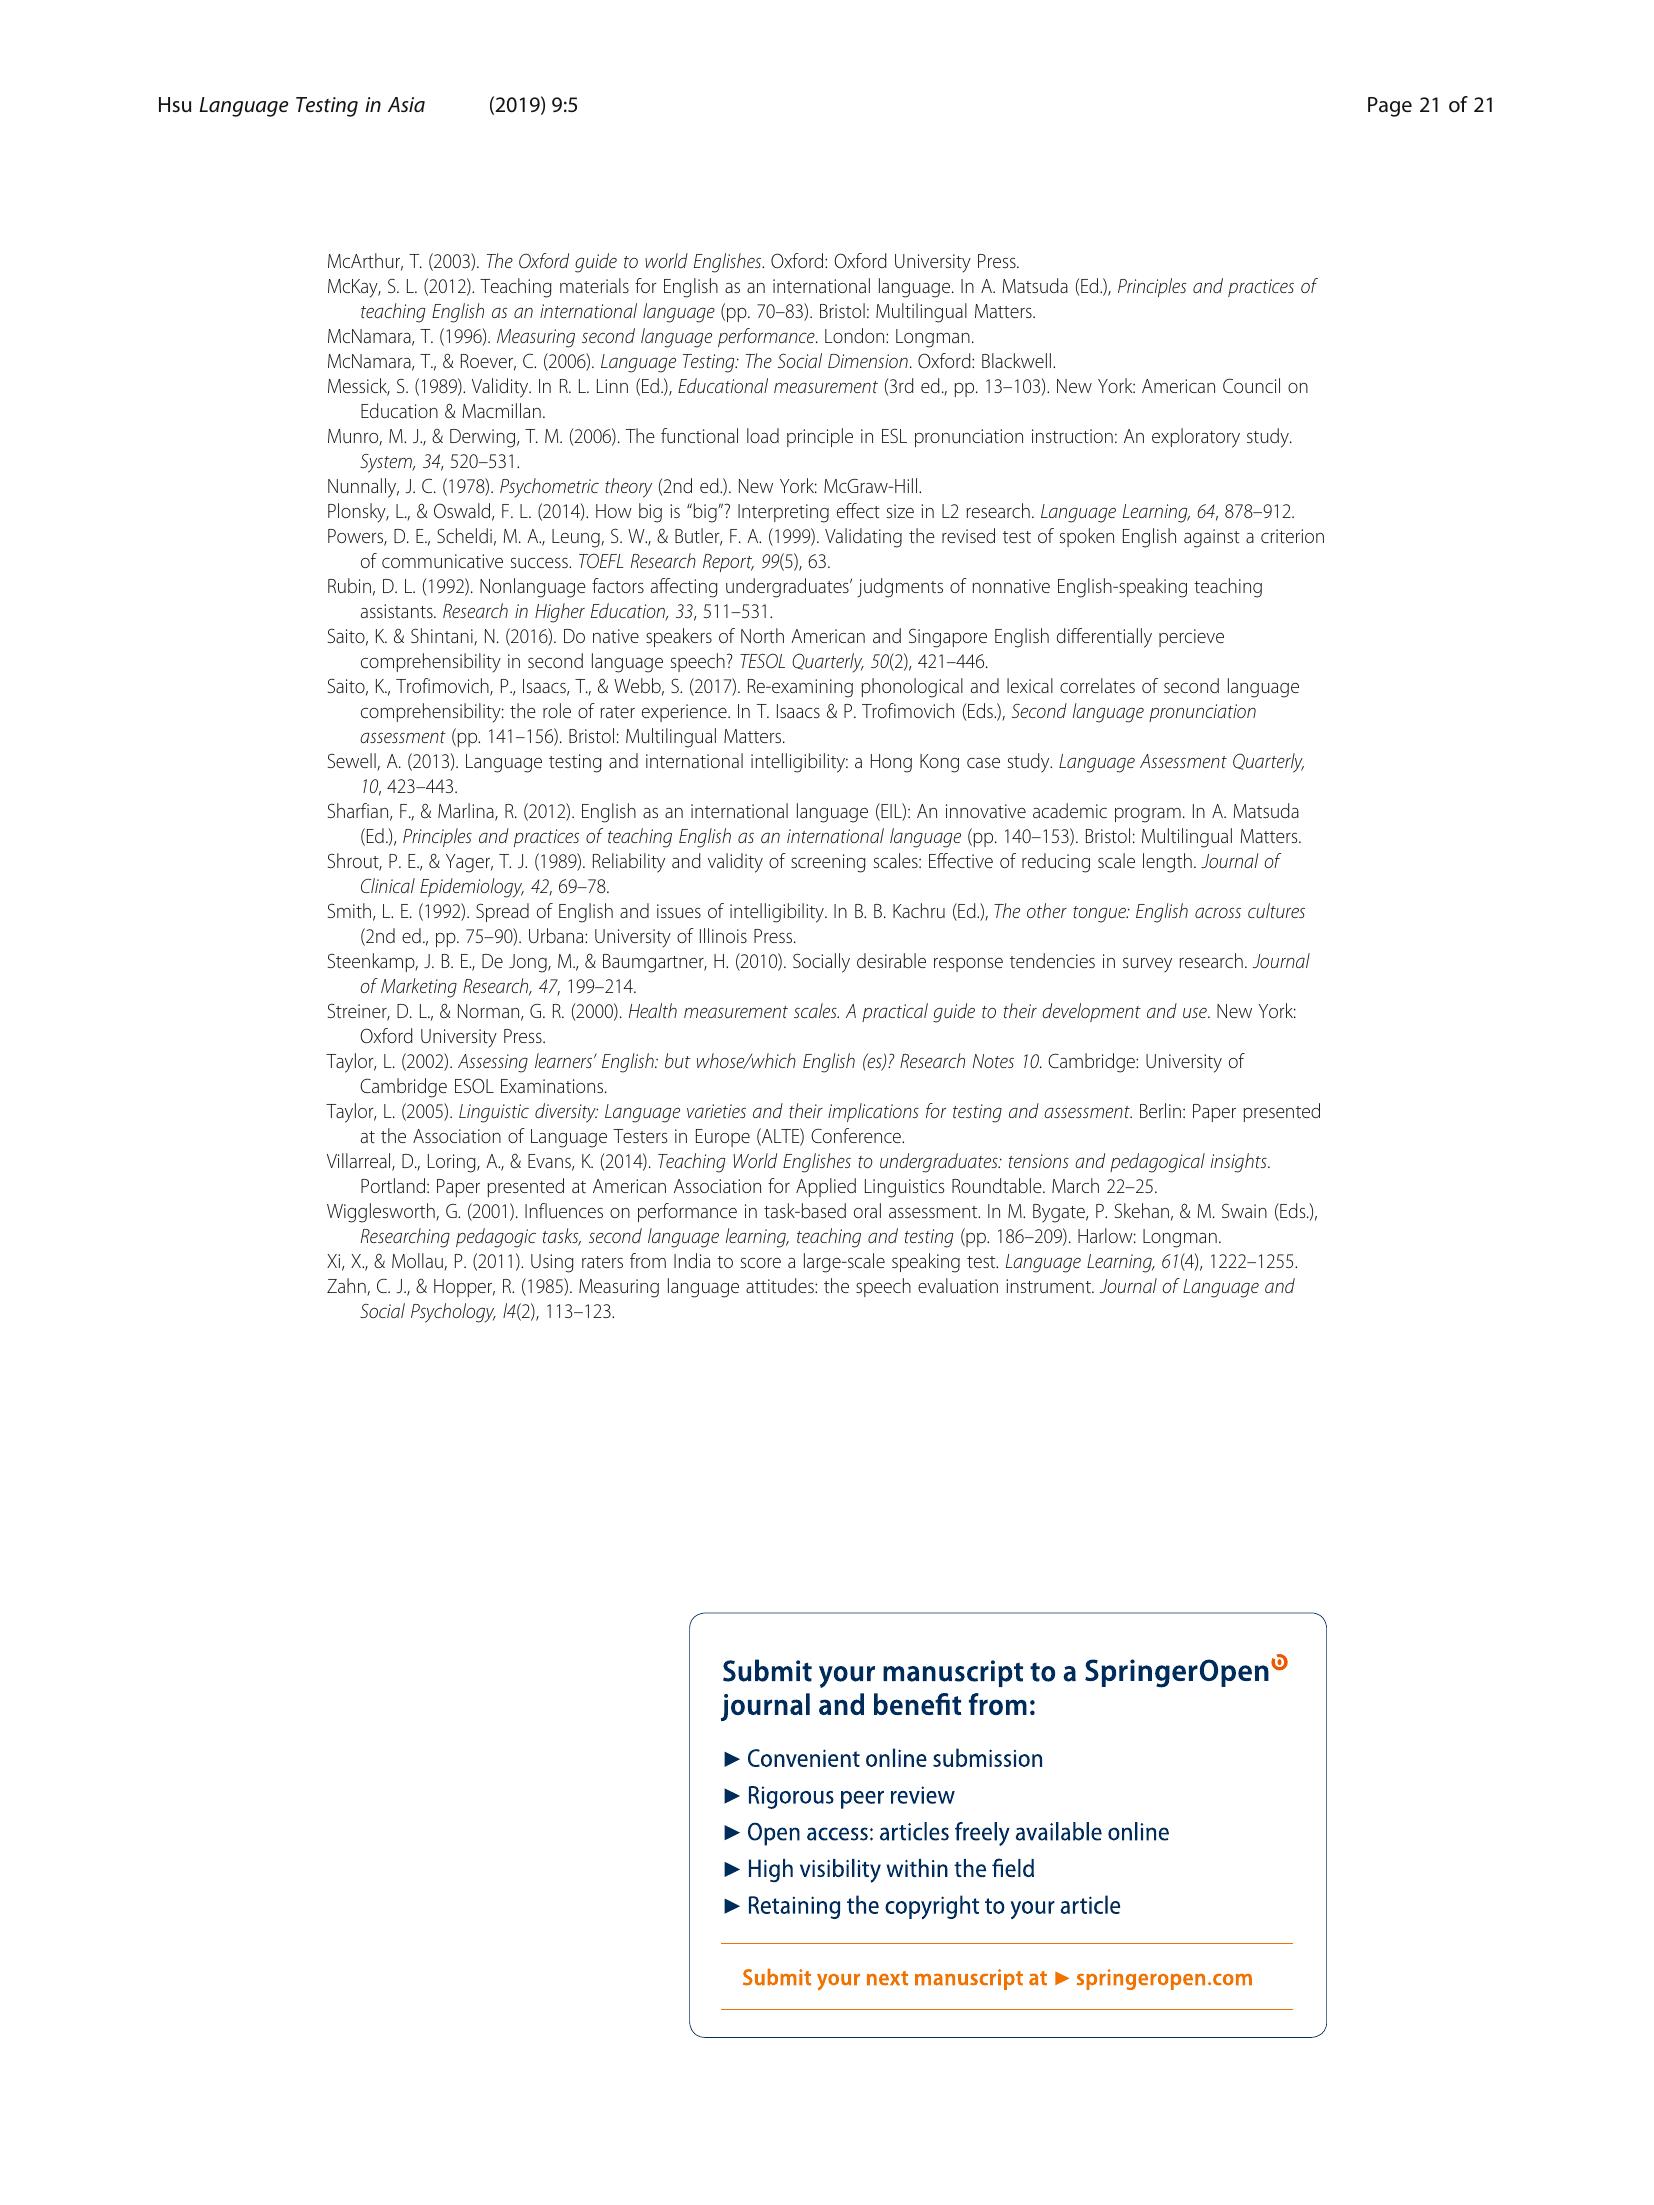 Hsu Language Testing in Asia (2019) 9:5 Page 21 of 21
McArthur, T. (2003). The Oxford guide to world Englishes. Oxford: Oxford University Press.
McKay, S. L. (2012). Teaching materials for English as an international language. In A. Matsuda (Ed.), Principles and practices of
teaching English as an international language (pp. 70–83). Bristol: Multilingual Matters.
McNamara, T. (1996). Measuring second language performance. London: Longman.
McNamara, T., & Roever, C. (2006). Language Testing: The Social Dimension. Oxford: Blackwell.
Messick, S. (1989). Validity. In R. L. Linn (Ed.), Educational measurement (3rd ed., pp. 13–103). New York: American Council on
Education & Macmillan.
Munro, M. J., & Derwing, T. M. (2006). The functional load principle in ESL pronunciation instruction: An exploratory study.
System, 34, 520–531.
Nunnally, J. C. (1978). Psychometric theory (2nd ed.). New York: McGraw-Hill.
Plonsky, L., & Oswald, F. L. (2014). How big is “big”? Interpreting effect size in L2 research. Language Learning, 64, 878–912.
Powers, D. E., Scheldi, M. A., Leung, S. W., & Butler, F. A. (1999). Validating the revised test of spoken English against a criterion
of communicative success. TOEFL Research Report, 99(5), 63.
Rubin, D. L. (1992). Nonlanguage factors affecting undergraduates’ judgments of nonnative English-speaking teaching
assistants. Research in Higher Education, 33, 511–531.
Saito, K. & Shintani, N. (2016). Do native speakers of North American and Singapore English differentially percieve
comprehensibility in second language speech? TESOL Quarterly, 50(2), 421–446.
Saito, K., Trofimovich, P., Isaacs, T., & Webb, S. (2017). Re-examining phonological and lexical correlates of second language
comprehensibility: the role of rater experience. In T. Isaacs & P. Trofimovich (Eds.), Second language pronunciation
assessment (pp. 141–156). Bristol: Multilingual Matters.
Sewell, A. (2013). Language testing and international intelligibility: a Hong Kong case study. Language Assessment Quarterly,
10, 423–443.
Sharfian, F., & Marlina, R. (2012). English as an international language (EIL): An innovative academic program. In A. Matsuda
(Ed.), Principles and practices of teaching English as an international language (pp. 140–153). Bristol: Multilingual Matters.
Shrout, P. E., & Yager, T. J. (1989). Reliability and validity of screening scales: Effective of reducing scale length. Journal of
Clinical Epidemiology, 42, 69–78.
Smith, L. E. (1992). Spread of English and issues of intelligibility. In B. B. Kachru (Ed.), The other tongue: English across cultures
(2nd ed., pp. 75–90). Urbana: University of Illinois Press.
Steenkamp, J. B. E., De Jong, M., & Baumgartner, H. (2010). Socially desirable response tendencies in survey research. Journal
of Marketing Research, 47, 199–214.
Streiner, D. L., & Norman, G. R. (2000). Health measurement scales. A practical guide to their development and use. New York:
Oxford University Press.
Taylor, L. (2002). Assessing learners’ English: but whose/which English (es)? Research Notes 10. Cambridge: University of
Cambridge ESOL Examinations.
Taylor, L. (2005). Linguistic diversity: Language varieties and their implications for testing and assessment. Berlin: Paper presented
at the Association of Language Testers in Europe (ALTE) Conference.
Villarreal, D., Loring, A., & Evans, K. (2014). Teaching World Englishes to undergraduates: tensions and pedagogical insights.
Portland: Paper presented at American Association for Applied Linguistics Roundtable. March 22–25.
Wigglesworth, G. (2001). Influences on performance in task-based oral assessment. In M. Bygate, P. Skehan, & M. Swain (Eds.),
Researching pedagogic tasks, second language learning, teaching and testing (pp. 186–209). Harlow: Longman.
Xi, X., & Mollau, P. (2011). Using raters from India to score a large-scale speaking test. Language Learning, 61(4), 1222–1255.
Zahn, C. J., & Hopper, R. (1985). Measuring language attitudes: the speech evaluation instrument. Journal of Language and
Social Psychology, l4(2), 113–123.
Submit your manuscript to a SpringerOpen
journal and benefit from:
► Convenient online submission
► Rigorous peer review
► Open access: articles freely available online
► High visibility within the field
► Retaining the copyright to your article
Submit your next manuscript at ► springeropen.com